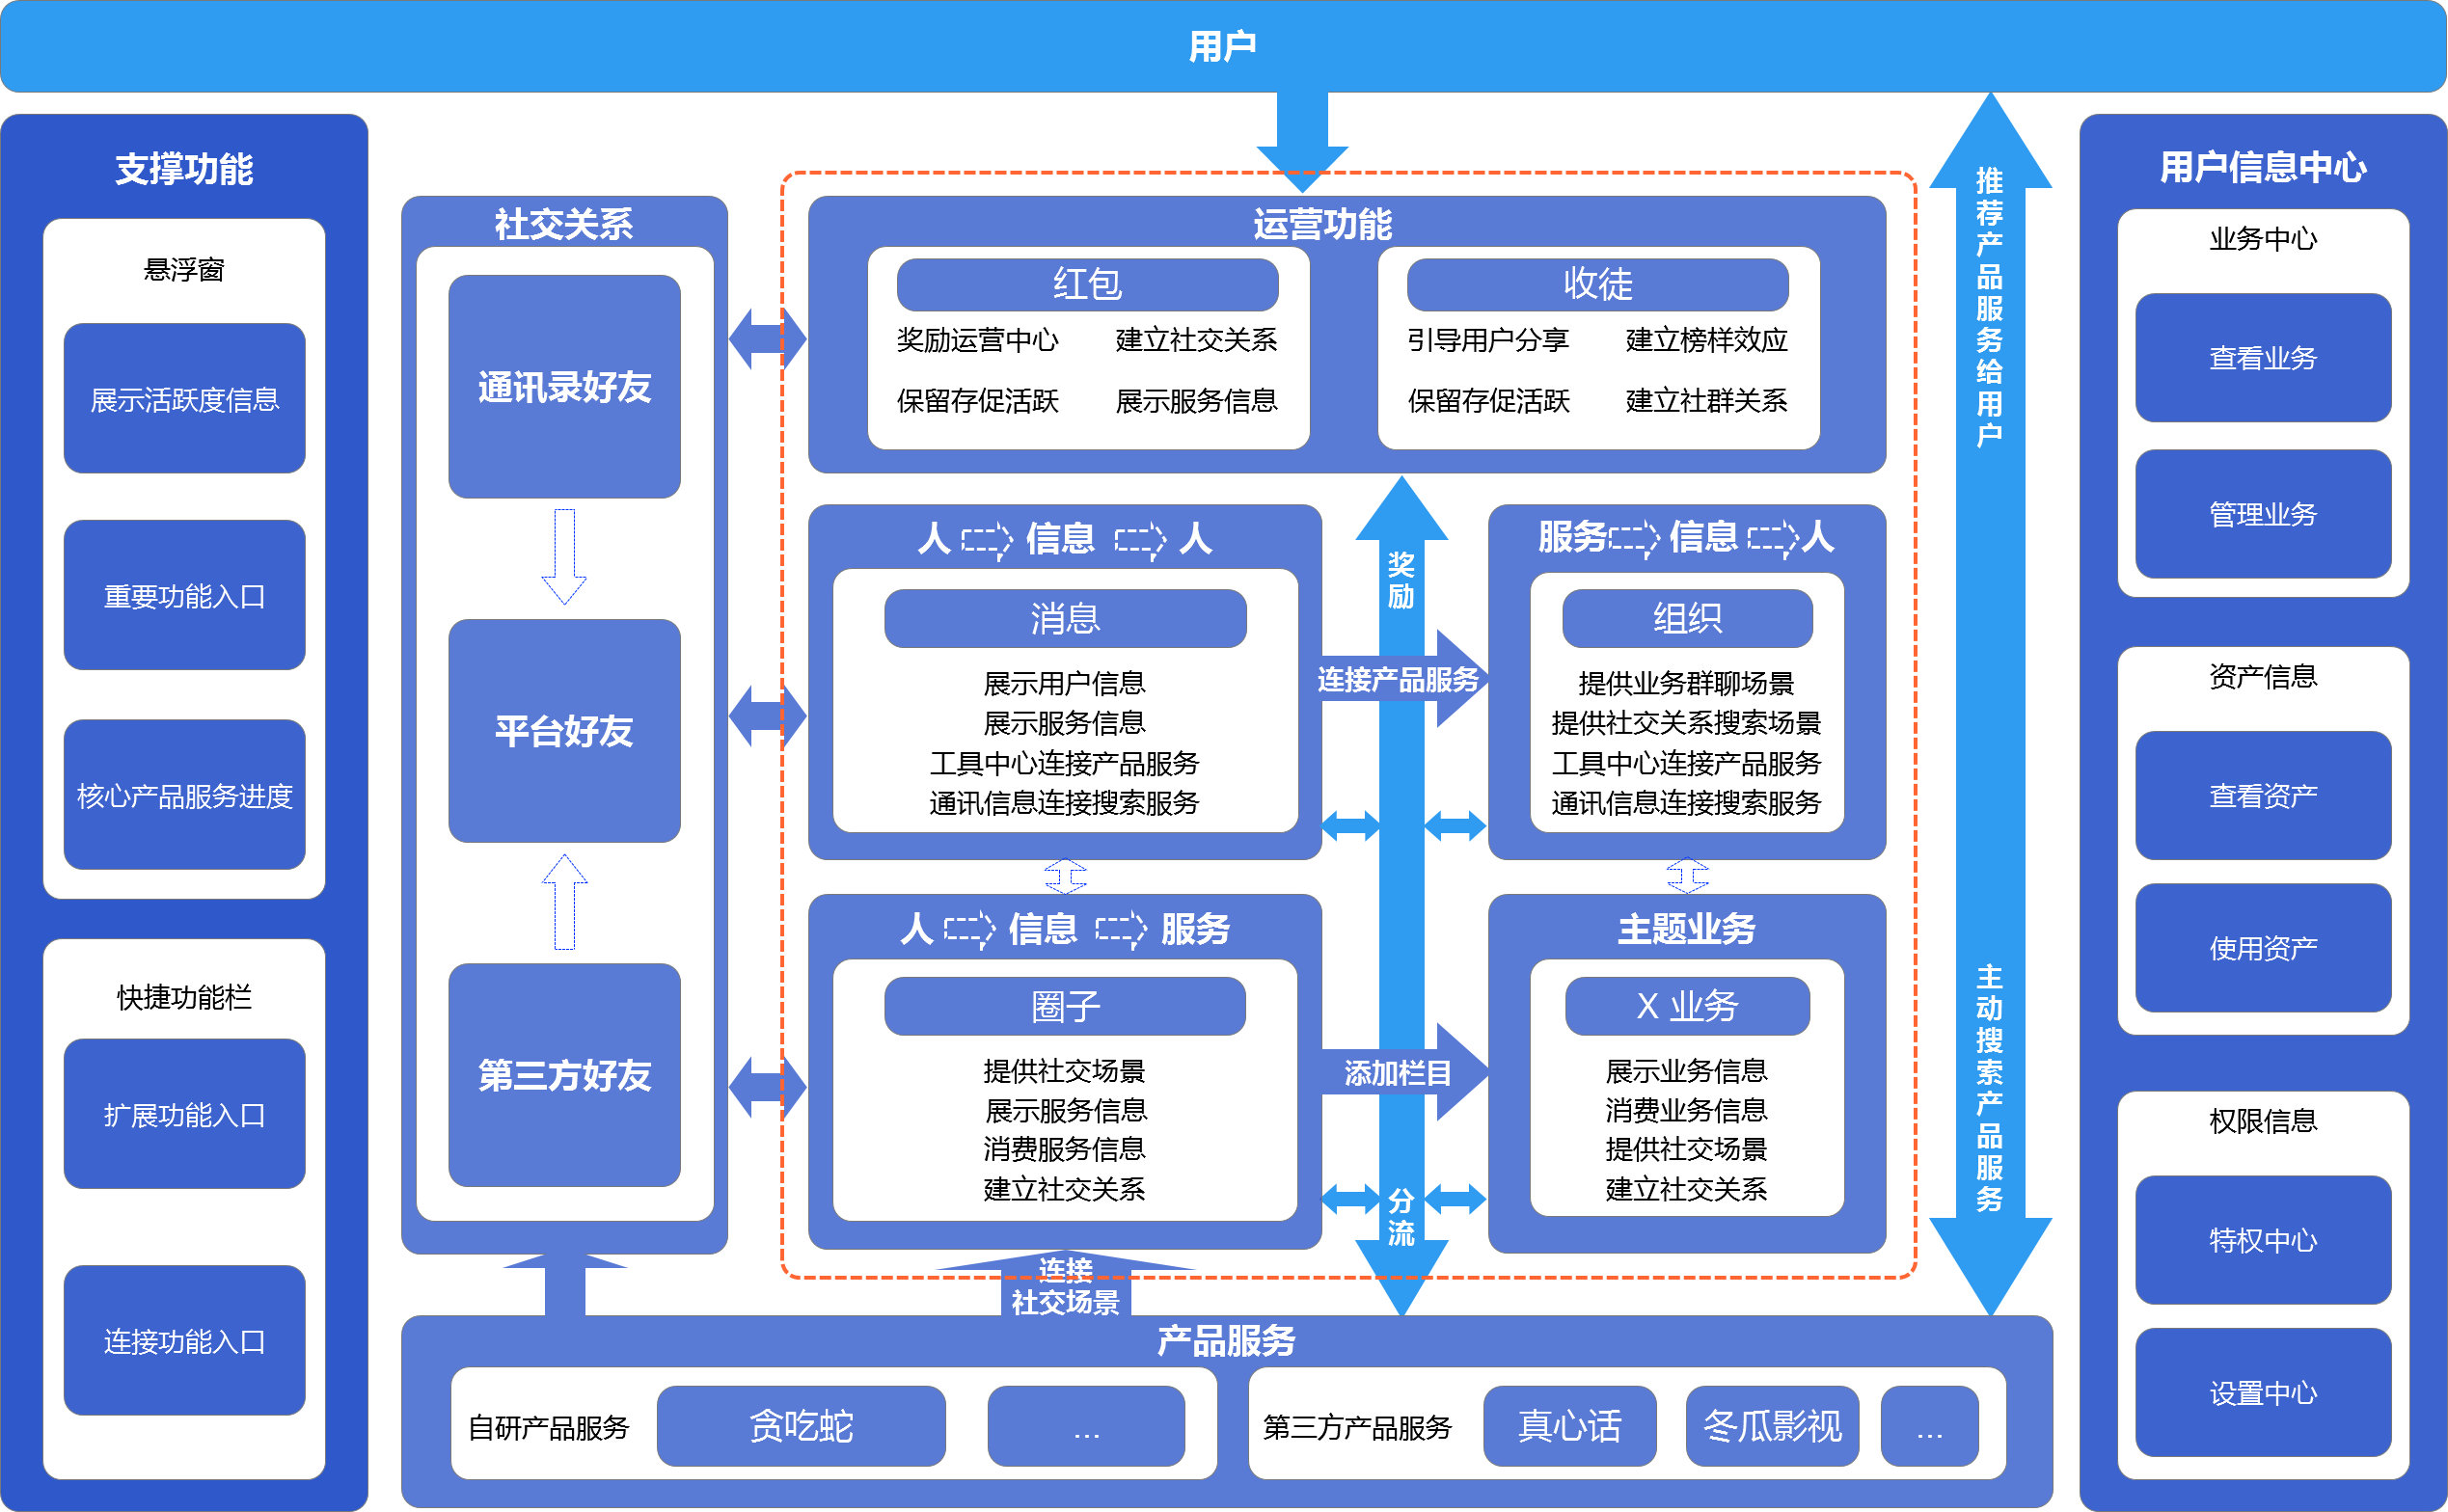 用户
支撑功能
悬浮窗
展示活跃度信息
重要功能入口
核心产品服务进度
快捷功能栏
扩展功能入口
连接功能入口
社交关系
通讯录好友
平台好友
第三方好友
运营功能
红包
奖励运营中心 建立社交关系
保留存促活跃 展示服务信息
收徒
引导用户分享 建立榜样效应
保留存促活跃 建立社群关系
人 信息 人
消息
展示用户信息
展示服务信息
工具中心连接产品服务
通讯信息连接搜索服务
奖励
连接产品服务
服务 信息 人
组织
提供业务群聊场景
提供社交关系搜索场景
工具中心连接产品服务
通讯信息连接搜索服务
人 信息 服务
圈子
提供社交场景
展示服务信息
消费服务信息
建立社交关系
添加栏目
分流
主题业务
X 业务
展示业务信息
消费业务信息
提供社交场景
建立社交关系
连接
社交场景
推荐产品服务给用户
主动搜索产品服务
产品服务
自研产品服务 贪吃蛇 ...
第三方产品服务 真心话 冬瓜影视 ...
用户信息中心
业务中心
查看业务
管理业务
资产信息
查看资产
使用资产
权限信息
特权中心
设置中心